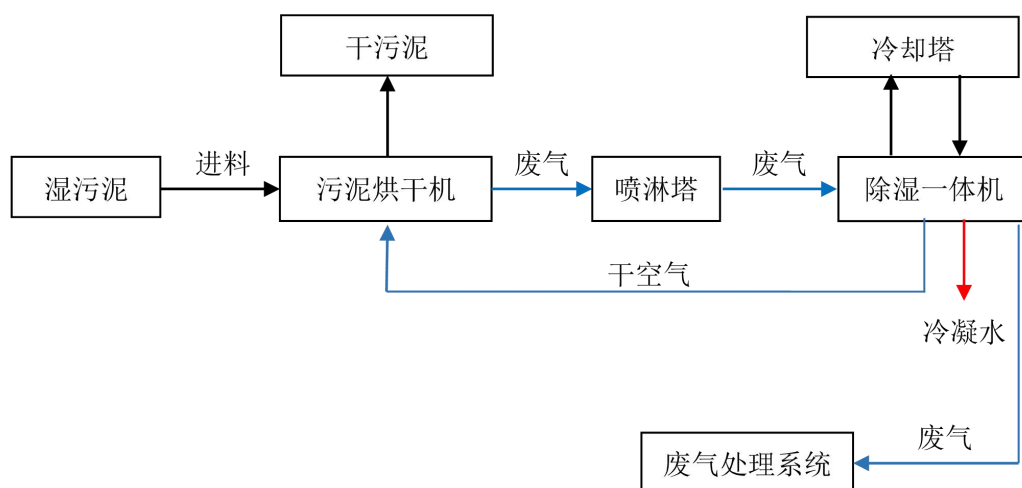 干污泥
冷却塔
湿污泥
进料
污泥烘干机
废气
喷淋塔
废气
除湿一体机
干空气
冷凝水
废气
废气处理系统